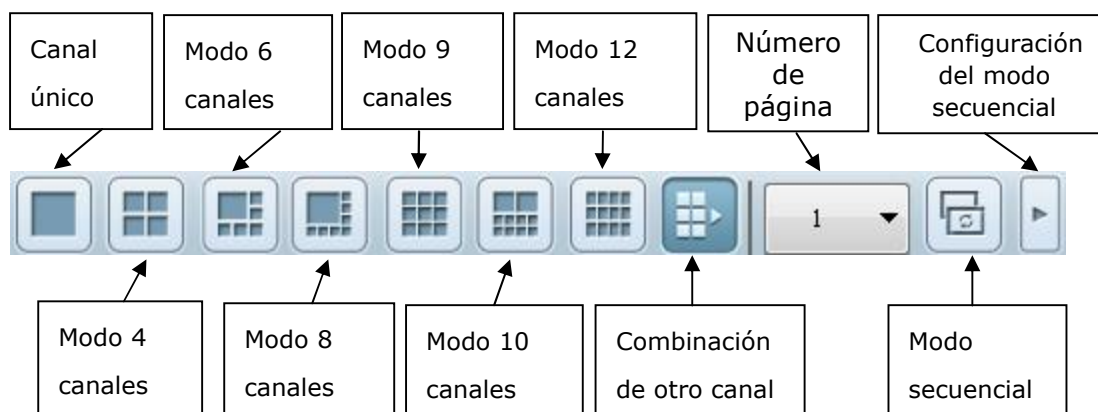 Canal
único
Modo 6
canales
Modo 9
canales
Modo 12
canales
Número
de
página
Configuración
del modo
secuencial
1
Modo 4
canales
Modo 8
canales
Modo 10
canales
Combinación
de otro canal
Modo
secuencial